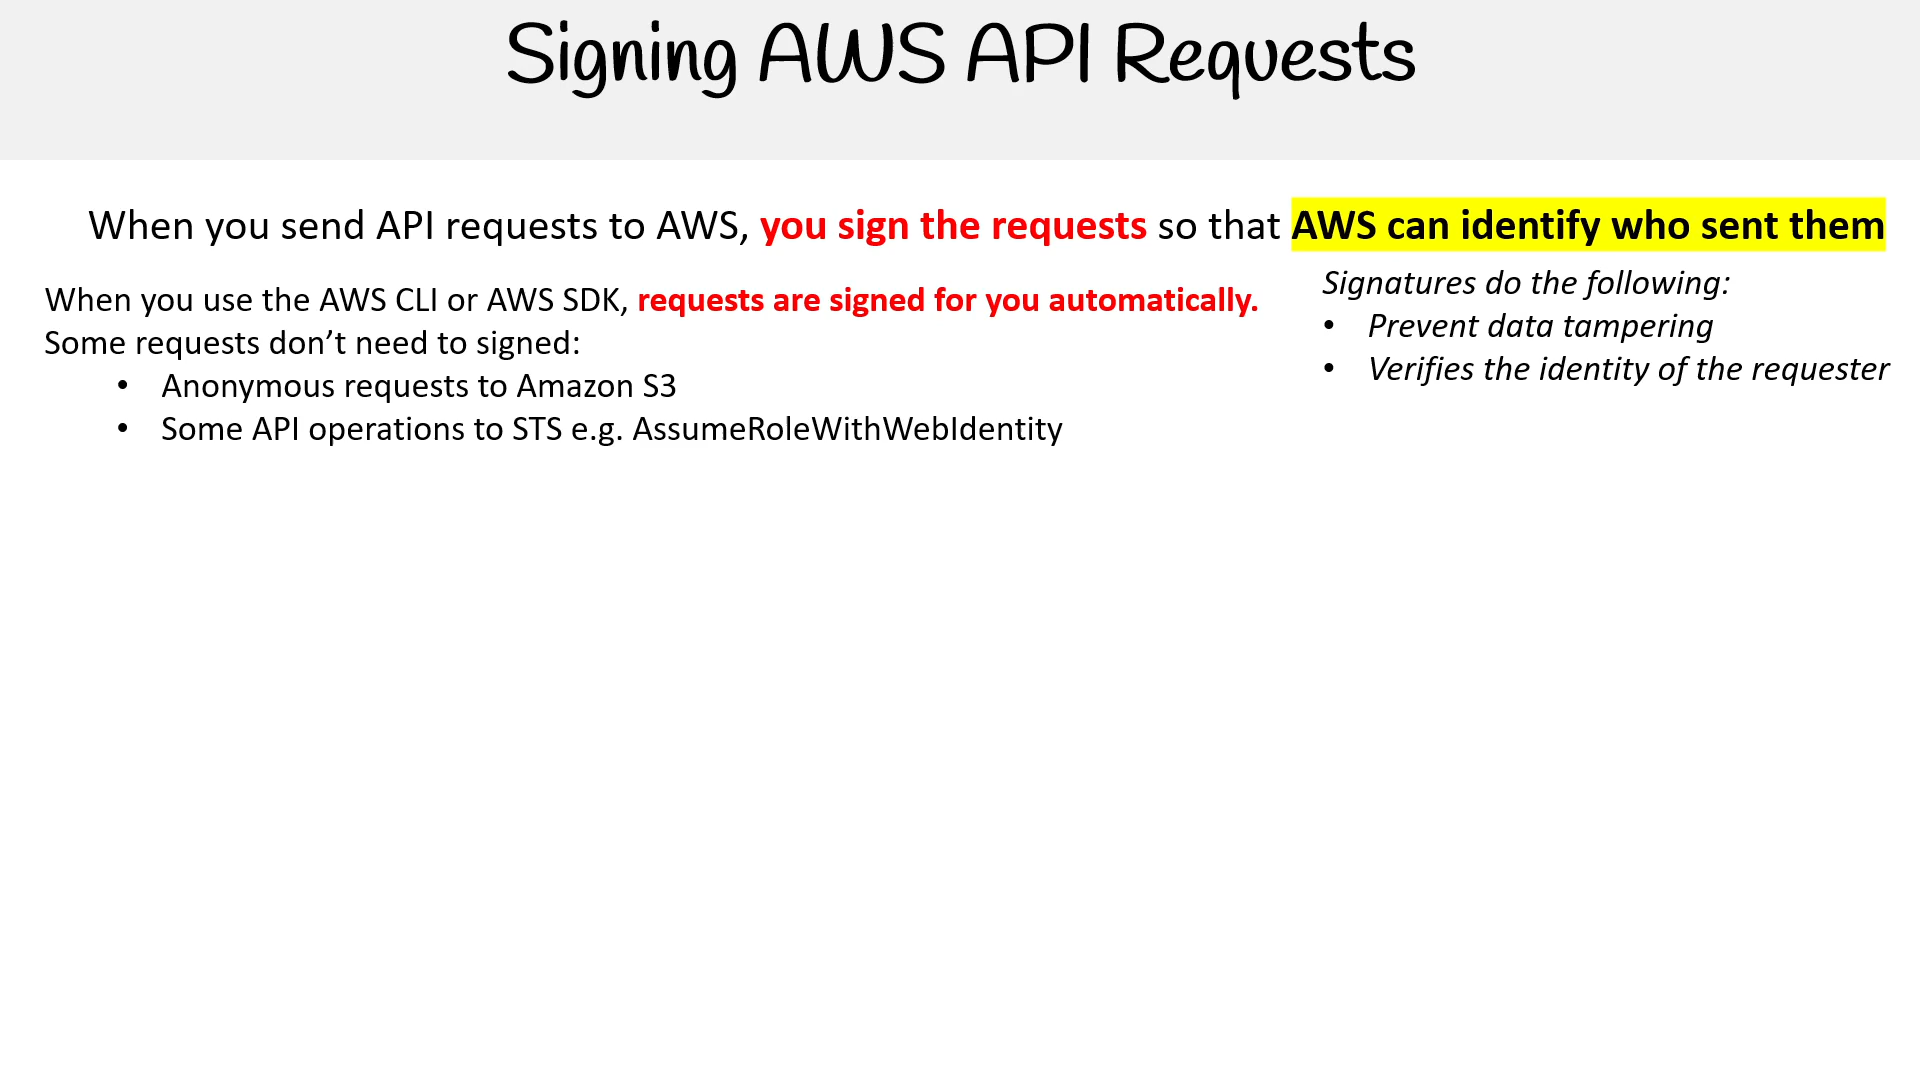 Signing AWS API Requests
When you send API requests to AWS, you sign the requests so that AWS can identify who sent them
When you use the AWS CLI or AWS SDK, requests are signed for you automatically.
Some requests don’t need to signed:
• Anonymous requests to Amazon S3
• Some API operations to STS e.g. AssumeRoleWithWebIdentity
Signatures do the following:
• Prevent data tampering
• Verifies the identity of the requester